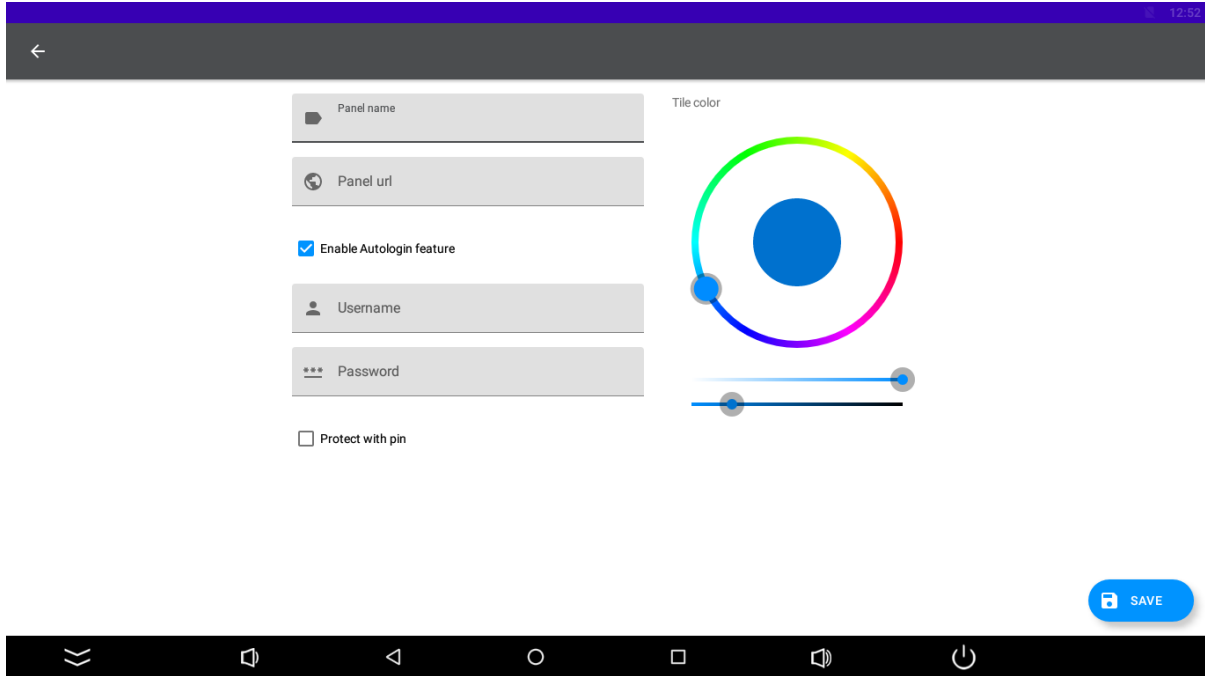 12:52
Panel name
Tile color
Panel url
Enable Autologin feature
Username
*** Password
Protect with pin
SAVE